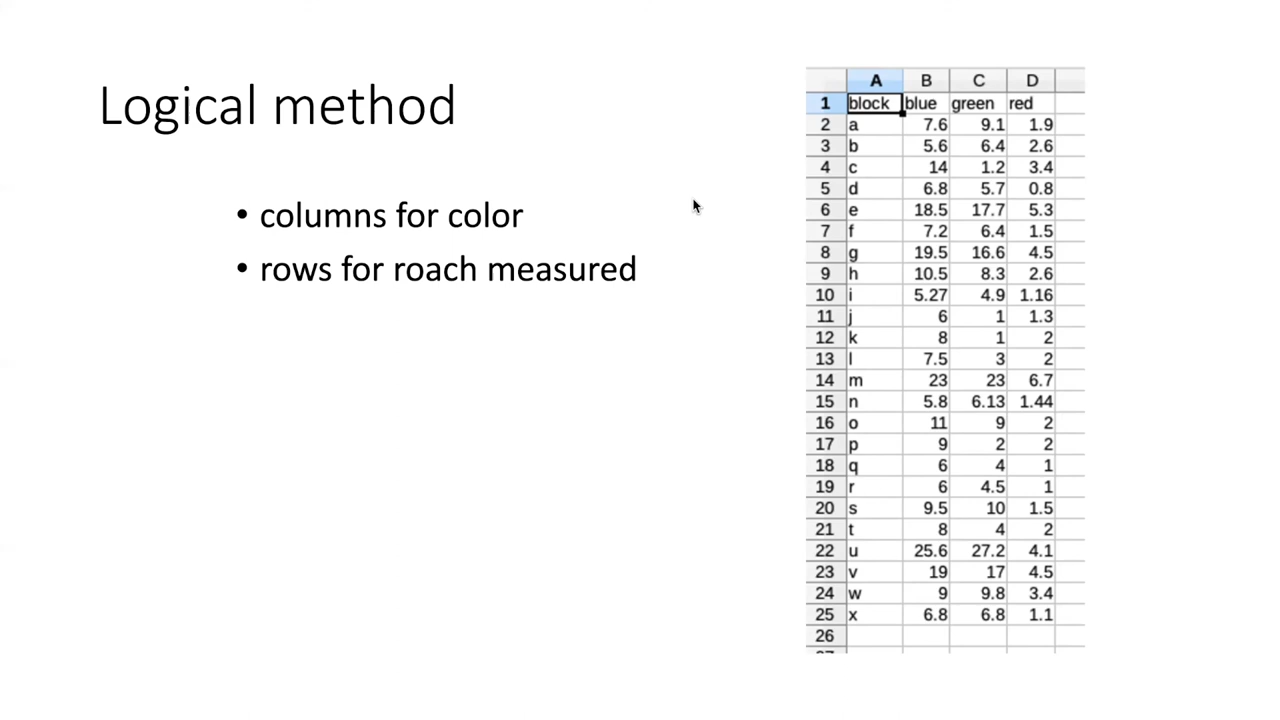 Logical method
• columns for color
• rows for roach measured
A B C D
1 block blue green red
2 a 7.6 9.1 1.9
3 b 5.6 6.4 2.6
4 c 14 1.2 3.4
5 d 6.8 5.7 0.8
6 e 18.5 17.7 5.3
7 f 7.2 6.4 1.5
8 g 19.5 16.6 4.5
9 h 10.5 8.3 2.6
10 i 5.27 4.9 1.16
11 j 6 1 1.3
12 k 8 1 2
13 l 7.5 3 2
14 m 23 23 6.7
15 n 5.8 6.13 1.44
16 o 11 9 2
17 p 9 2 2
18 q 6 4 1
19 r 6 4.5 1
20 s 9.5 10 1.5
21 t 8 4 2
22 u 25.6 27.2 4.1
23 v 19 17 4.5
24 w 9 9.8 3.4
25 x 6.8 6.8 1.1
26